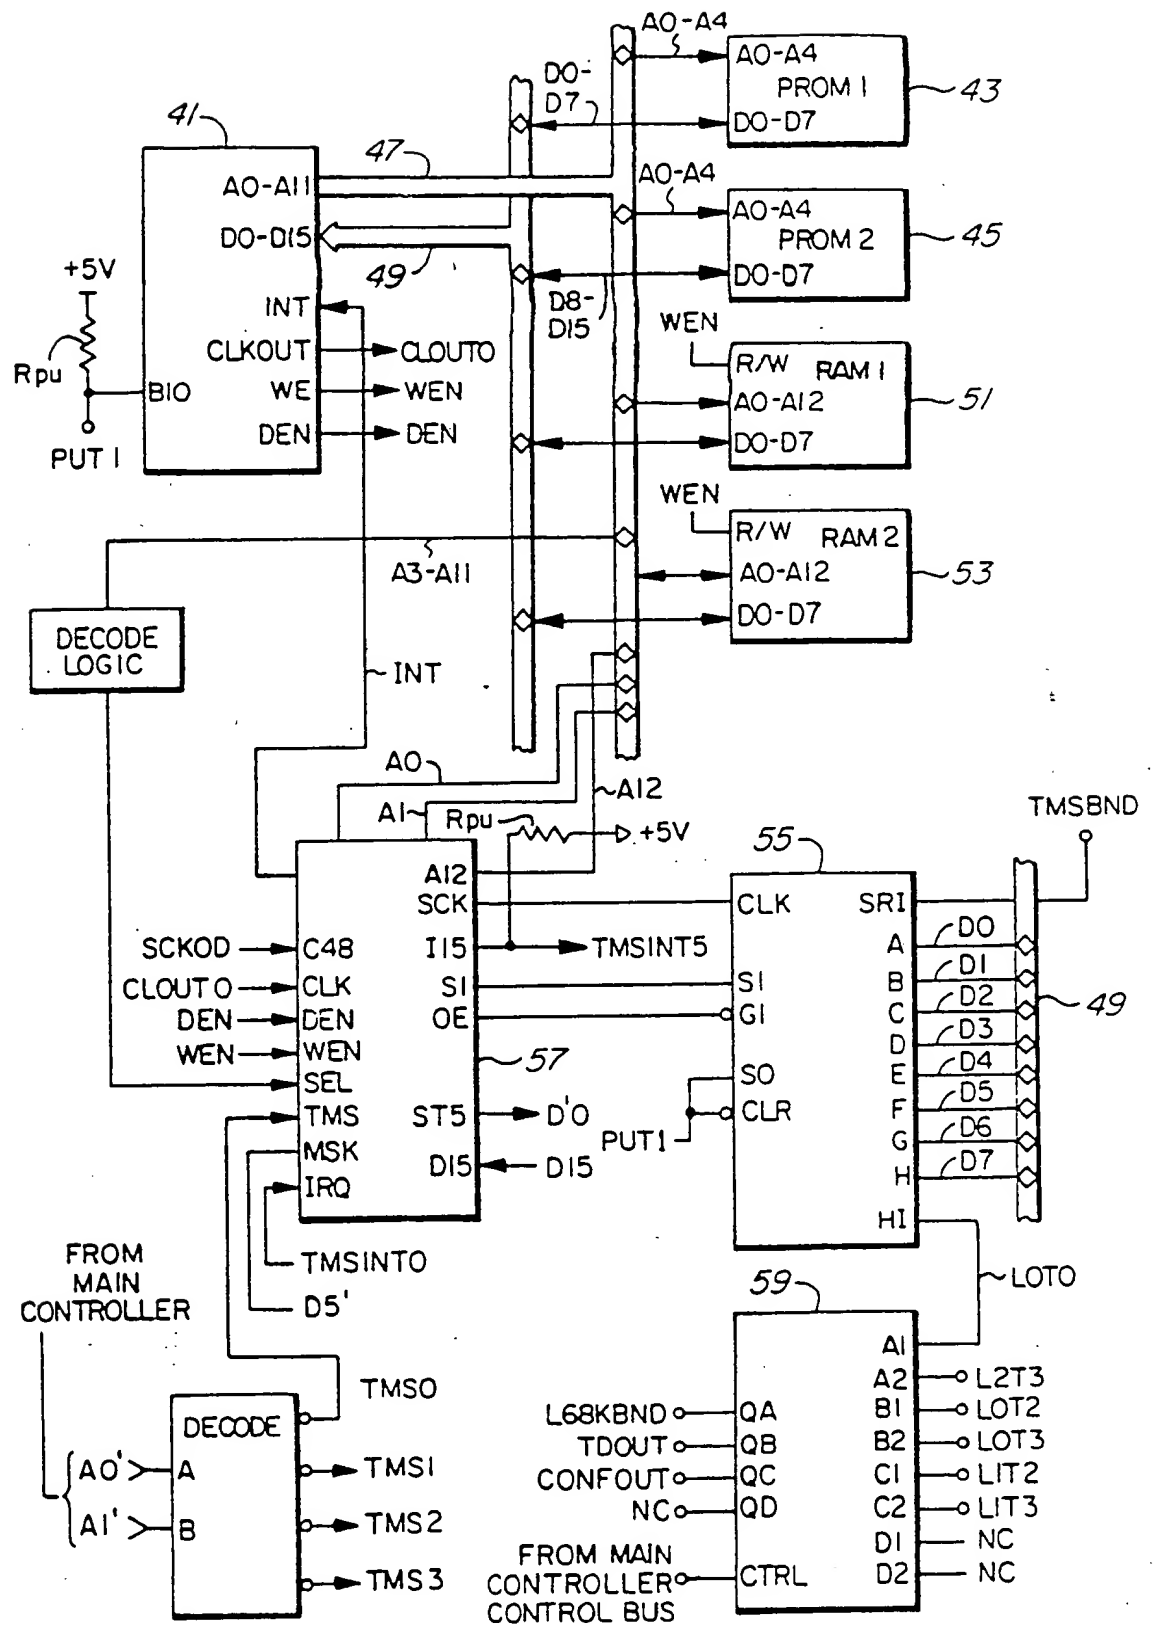 A0-A4
A0-A4
PROM 1
43
D0-
D7
D0-D7
41
47
A0-A11
A0-A4
A0-A4
PROM 2
45
D0-D15
49
D0-D7
D8-
D15
+5V
Rpu
INT
CLKOUT
CLOUT0
BIO
WE
WEN
DEN
DEN
PUT 1
WEN
R/W
RAM 1
A0-A12
51
D0-D7
WEN
R/W
RAM 2
A0-A12
53
D0-D7
A3-A11
DECODE
LOGIC
INT
A0
A1
A12
Rpu
+5V
TMSBND
55
A12
SCK
CLK
SRI
SCKOD
C48
I15
TMSINT5
A
D0
CLOUT 0
CLK
SI
SI
B
D1
DEN
DEN
OE
G1
C
D2
49
WEN
WEN
57
D
D3
SEL
SO
E
D4
TMS
ST5
D'0
CLR
F
D5
MSK
PUT1
G
D6
D15
D15
H
D7
IRQ
HI
TMSINT0
D5'
LOT0
FROM
MAIN
CONTROLLER
59
A1
TMS0
A2
L2T3
DECODE
L68KBND
QA
B1
LOT2
TDOUT
QB
B2
LOT3
A0'
A
TMS1
CONFOUT
QC
C1
LIT2
NC
QD
C2
LIT3
A1'
B
TMS2
D1
NC
TMS3
FROM MAIN
CONTROLLER
CONTROL BUS
CTRL
D2
NC